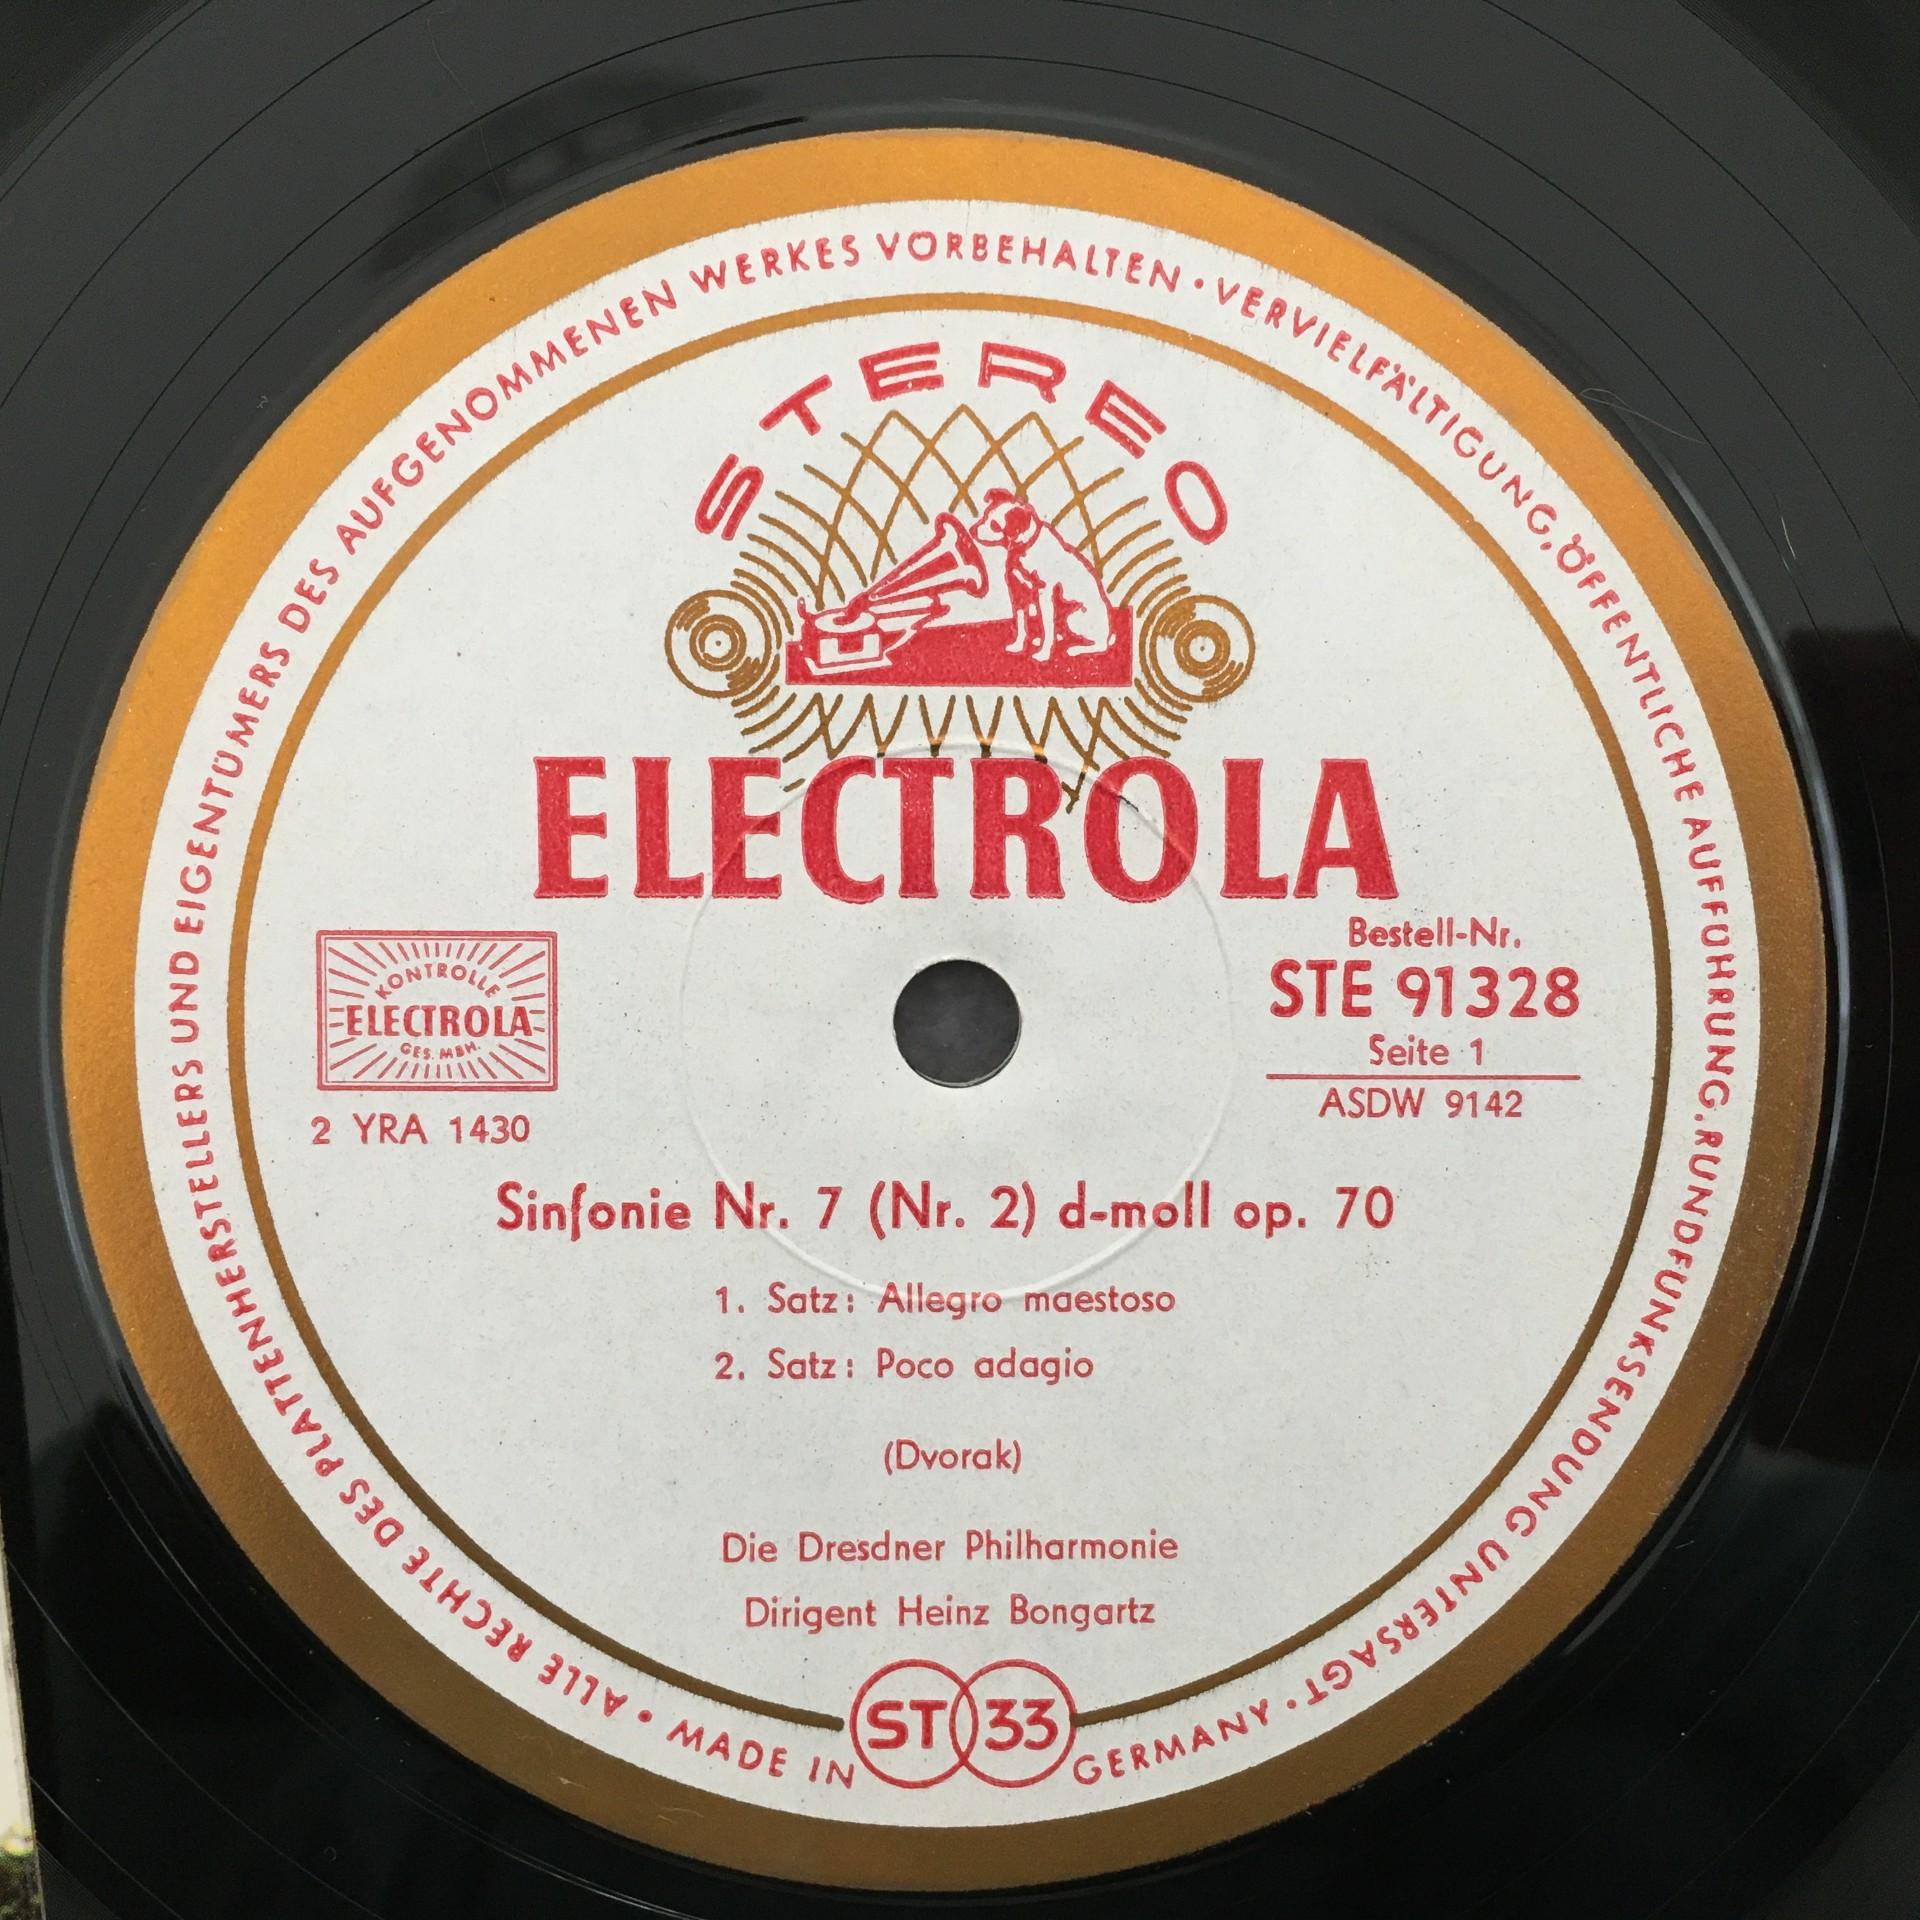 ALLE RECHTE DES PLATTENHERSTELLERS UND EIGENTÜMERS DES AUFGENOMMENEN WERKES VORBEHALTEN · VERVIELFÄLTIGUNG, ÖFFENTLICHE AUFFÜHRUNG, RUNDFUNKSENDUNG UNTERSAGT ·
STEREO
ELECTROLA
KONTROLLE
ELECTROLA
GES. MBH.
2 YRA 1430
Bestell-Nr.
STE 91328
Seite 1
ASDW 9142
Sinfonie Nr. 7 (Nr. 2) d-moll op. 70
1. Satz: Allegro maestoso
2. Satz: Poco adagio
(Dvorak)
Die Dresdner Philharmonie
Dirigent Heinz Bongartz
ST 33
· MADE IN GERMANY ·